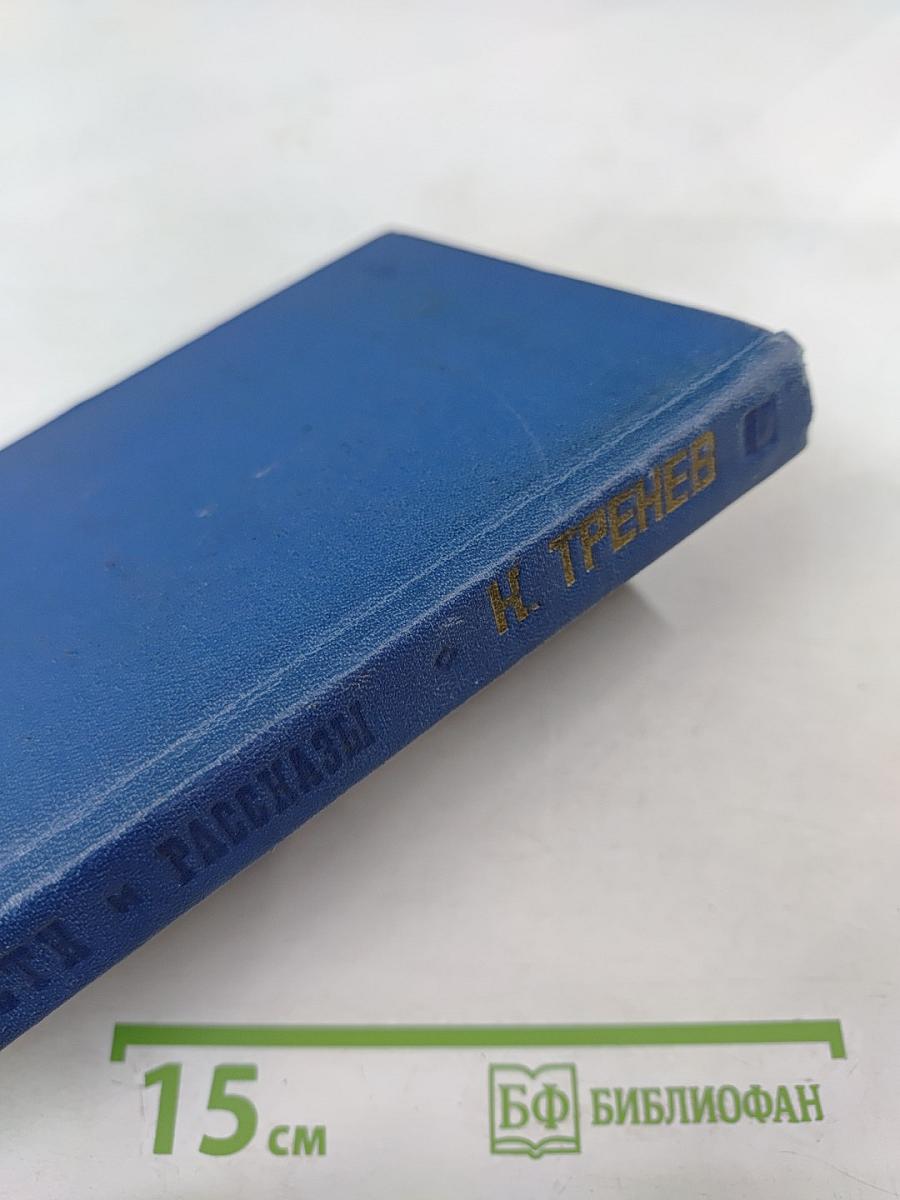 К. ТРЕНЕВ
и РАССКАЗЫ
15 см
БФ БИБЛИОФАН